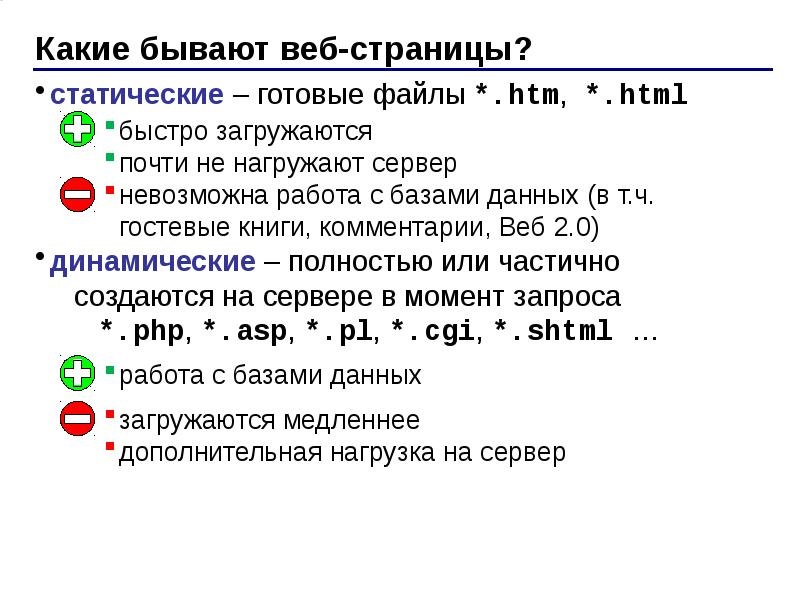 Какие бывают веб-страницы?
• статические – готовые файлы *.htm, *.html
быстро загружаются
почти не нагружают сервер
невозможна работа с базами данных (в т.ч.
гостевые книги, комментарии, Веб 2.0)
• динамические – полностью или частично
создаются на сервере в момент запроса
*.php, *.asp, *.pl, *.cgi, *.shtml …
работа с базами данных
загружаются медленнее
дополнительная нагрузка на сервер